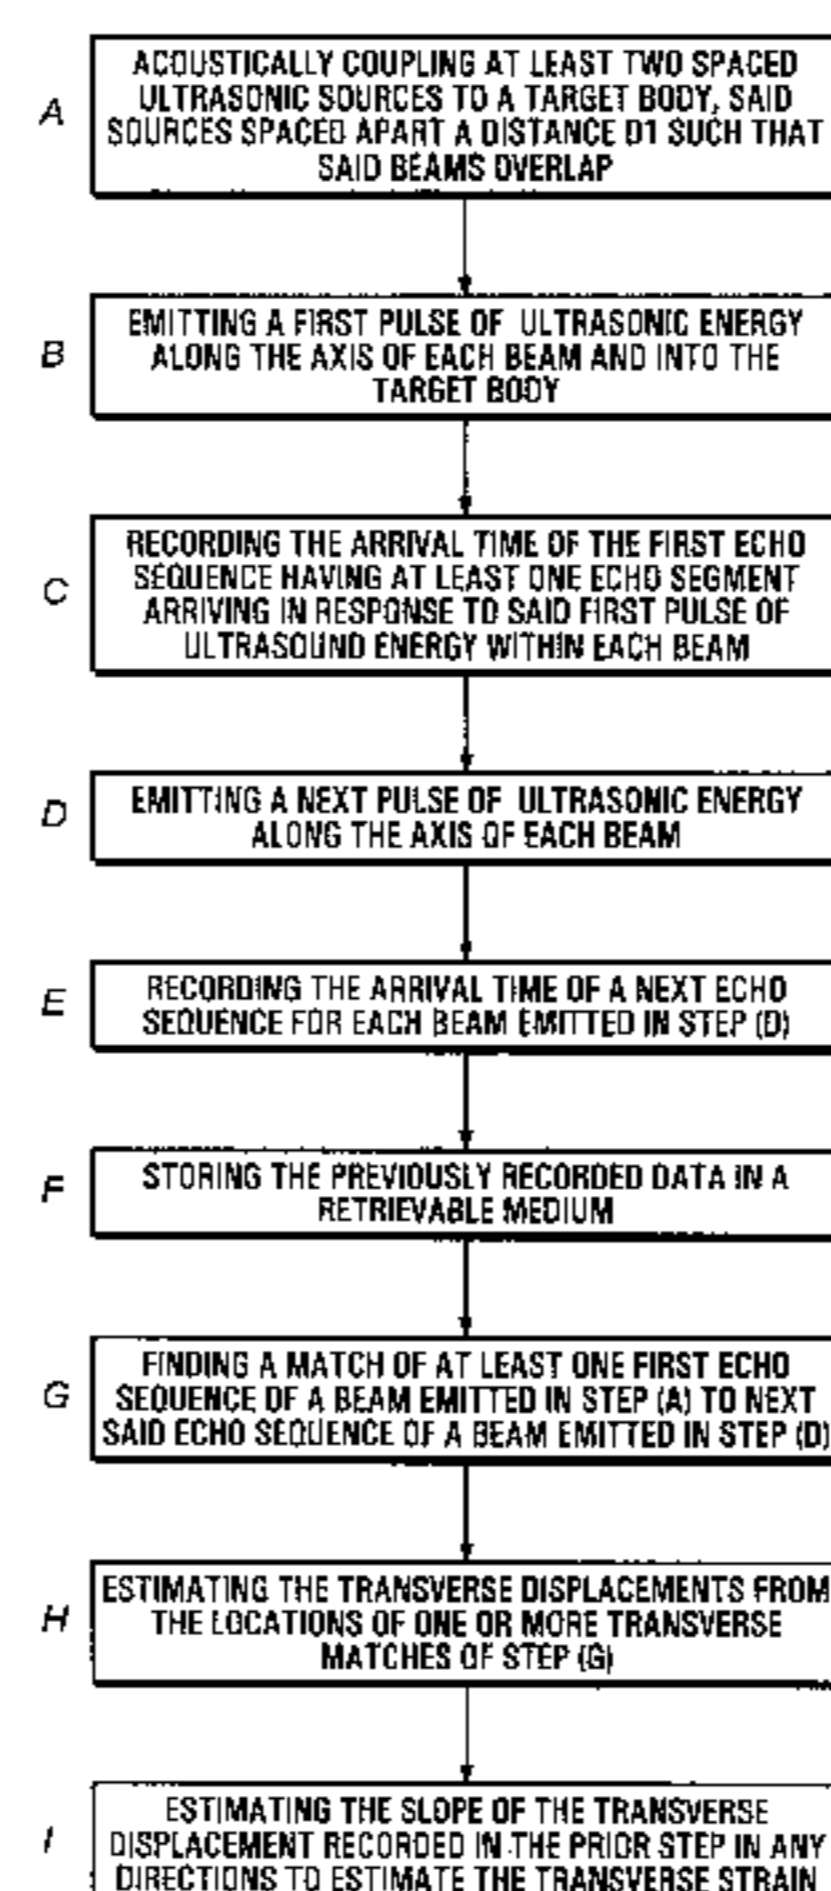 A
ACOUSTICALLY COUPLING AT LEAST TWO SPACED
ULTRASONIC SOURCES TO A TARGET BODY, SAID
SOURCES SPACED APART A DISTANCE D1 SUCH THAT
SAID BEAMS OVERLAP
B
EMITTING A FIRST PULSE OF ULTRASONIC ENERGY
ALONG THE AXIS OF EACH BEAM AND INTO THE
TARGET BODY
C
RECORDING THE ARRIVAL TIME OF THE FIRST ECHO
SEQUENCE HAVING AT LEAST ONE ECHO SEGMENT
ARRIVING IN RESPONSE TO SAID FIRST PULSE OF
ULTRASOUND ENERGY WITHIN EACH BEAM
D
EMITTING A NEXT PULSE OF ULTRASONIC ENERGY
ALONG THE AXIS OF EACH BEAM
E
RECORDING THE ARRIVAL TIME OF A NEXT ECHO
SEQUENCE FOR EACH BEAM EMITTED IN STEP (D)
F
STORING THE PREVIOUSLY RECORDED DATA IN A
RETRIEVABLE MEDIUM
G
FINDING A MATCH OF AT LEAST ONE FIRST ECHO
SEQUENCE OF A BEAM EMITTED IN STEP (A) TO NEXT
SAID ECHO SEQUENCE OF A BEAM EMITTED IN STEP (D)
H
ESTIMATING THE TRANSVERSE DISPLACEMENTS FROM
THE LOCATIONS OF ONE OR MORE TRANSVERSE
MATCHES OF STEP (G)
I
ESTIMATING THE SLOPE OF THE TRANSVERSE
DISPLACEMENT RECORDED IN THE PRIOR STEP IN ANY
DIRECTIONS TO ESTIMATE THE TRANSVERSE STRAIN